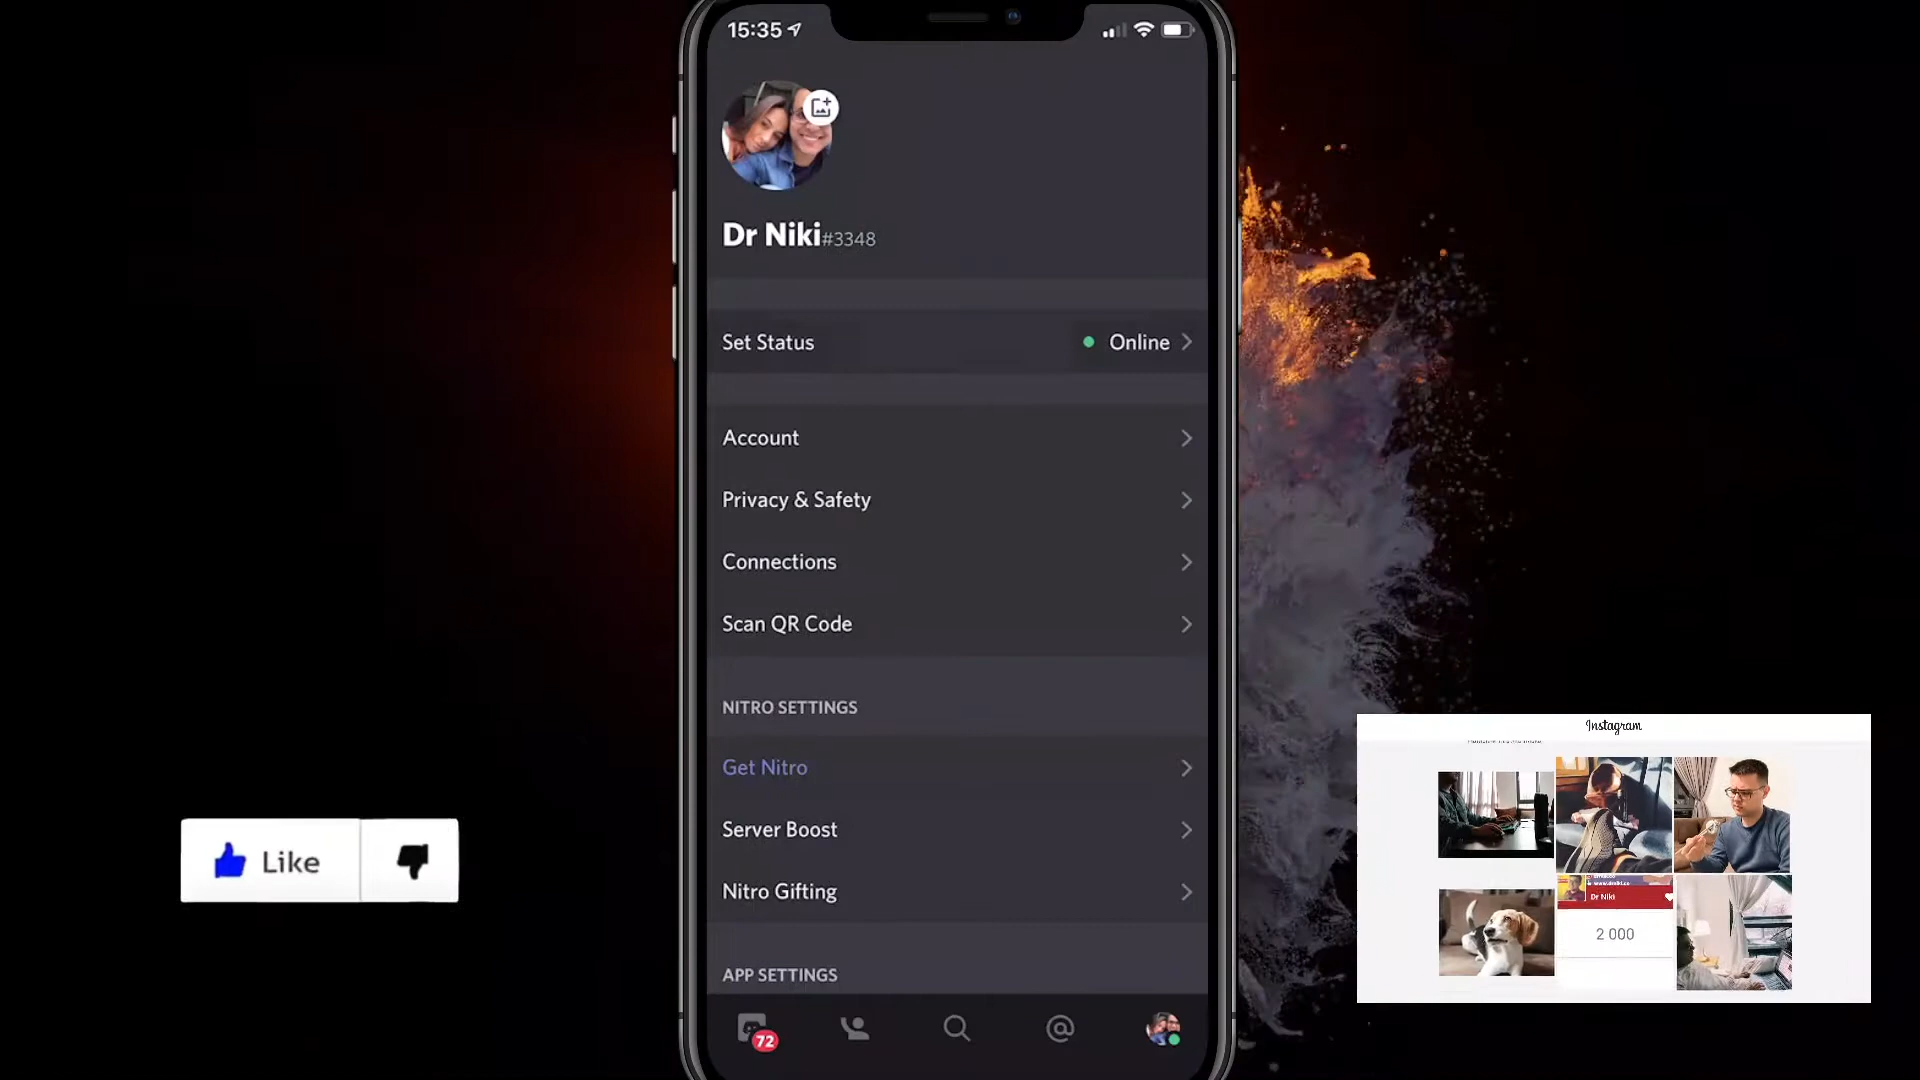 15:35
Dr Niki#3348
Set Status
Online
Account
Privacy & Safety
Connections
Scan QR Code
NITRO SETTINGS
Get Nitro
Server Boost
Nitro Gifting
APP SETTINGS
72
Like
Instagram
Dr Niki
2 000